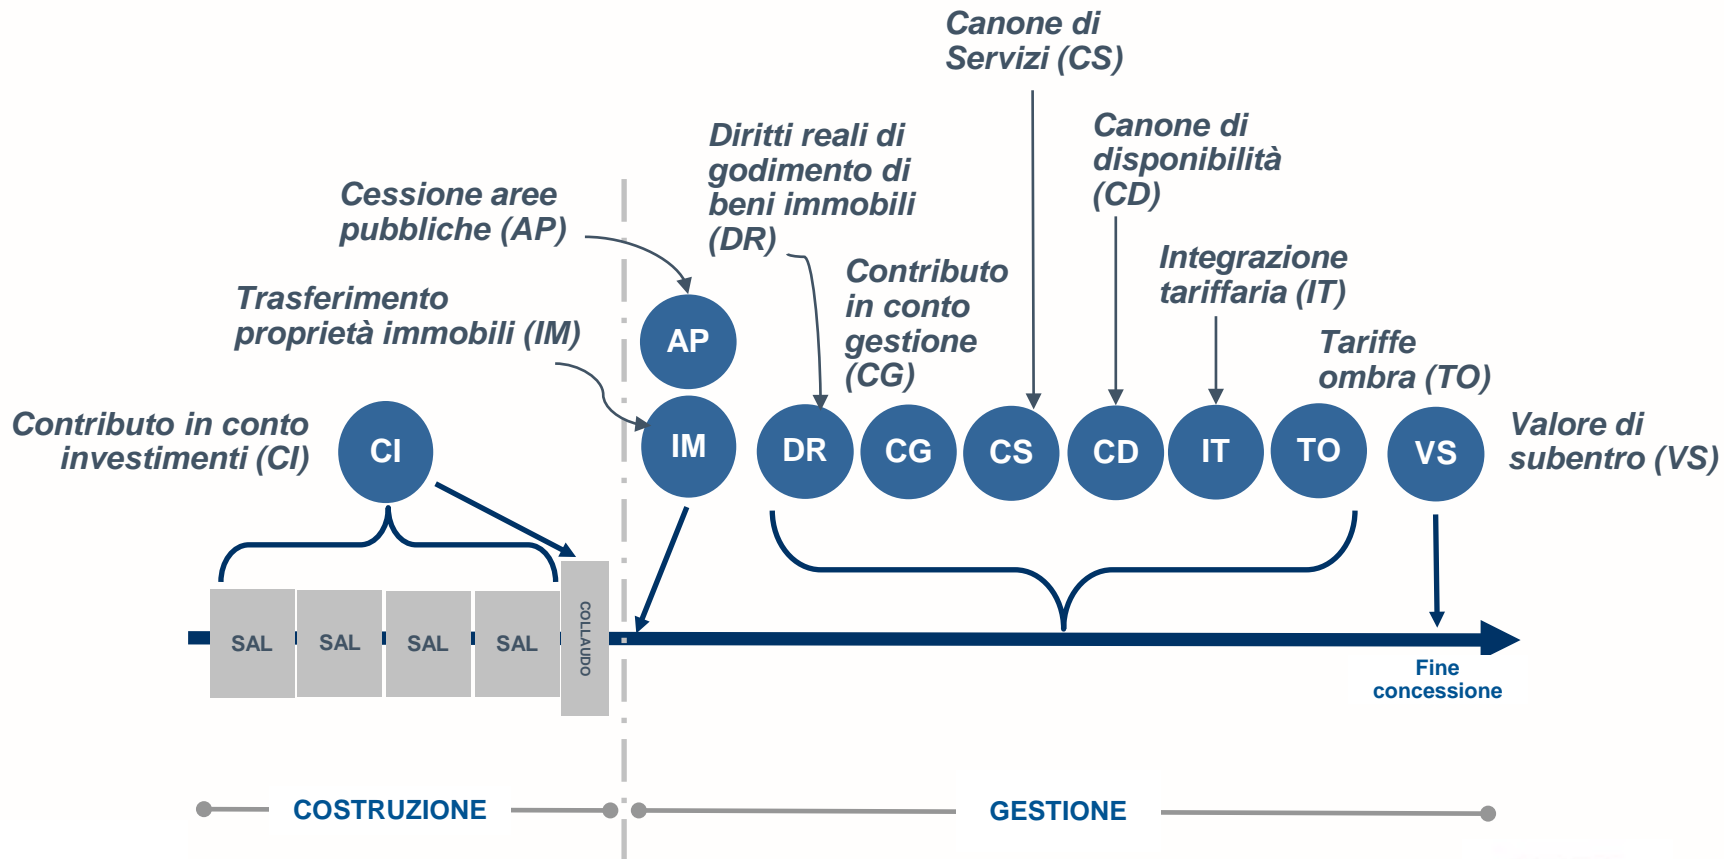 Canone di
Servizi (CS)
Diritti reali di
godimento di
beni immobili
(DR)
Canone di
disponibilità
(CD)
Cessione aree
pubbliche (AP)
Contributo
in conto
gestione
(CG)
Integrazione
tariffaria (IT)
Trasferimento
proprietà immobili (IM)
Tariffe
ombra (TO)
Contributo in conto
investimenti (CI)
Valore di
subentro (VS)
AP
CI
IM
DR
CG
CS
CD
IT
TO
VS
SAL
SAL
SAL
SAL
COLLAUDO
Fine
concessione
COSTRUZIONE
GESTIONE